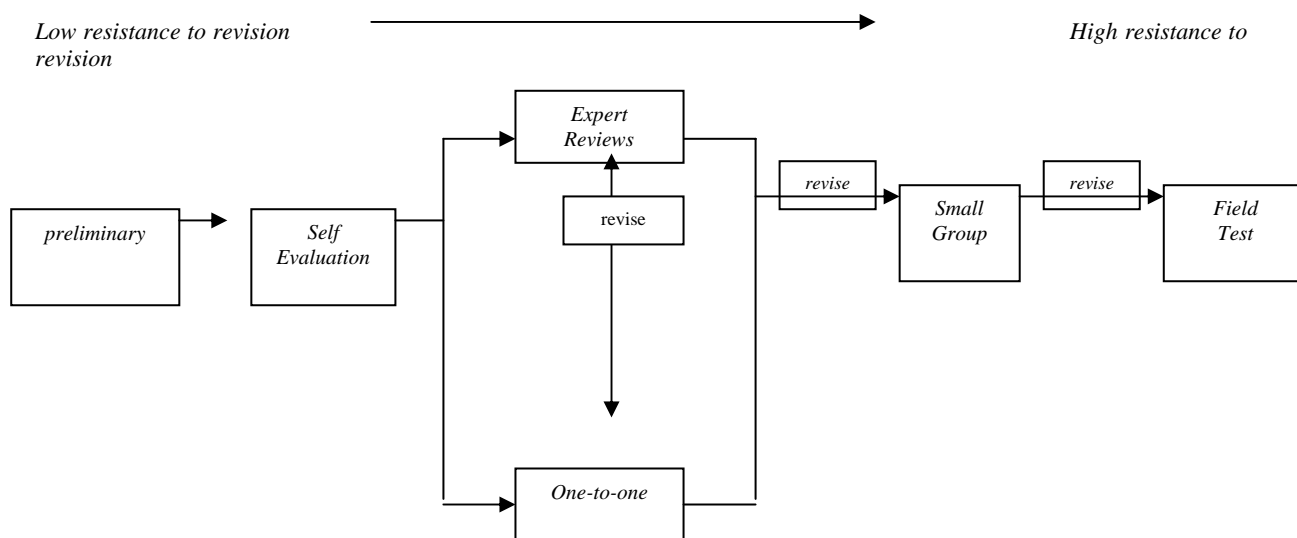 Low resistance to revision High resistance to
revision
Expert
Reviews
revise
revise
preliminary
Self
Evaluation
revise
Small
Group
Field
Test
One-to-one